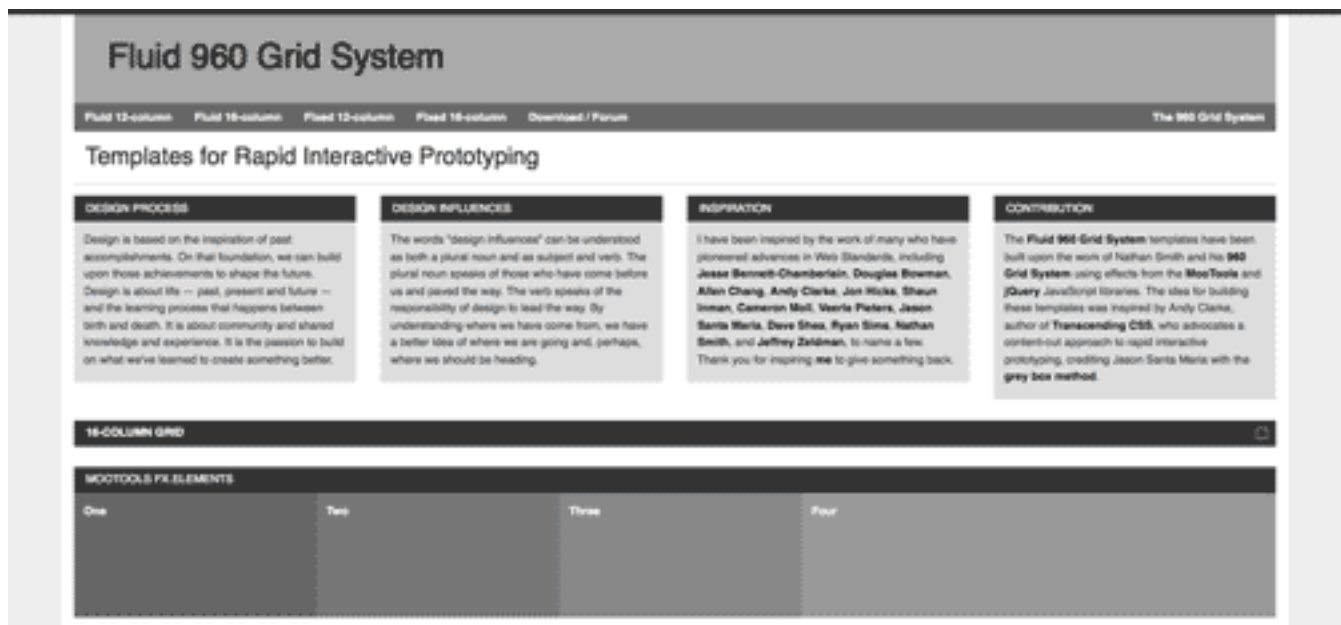 Fluid 960 Grid System
Fluid 12-column Fluid 16-column Fixed 12-column Fixed 16-column Download / Forum The 960 Grid System
Templates for Rapid Interactive Prototyping
DESIGN PROCESS
Design is based on the inspiration of past
accomplishments. On that foundation, we can build
upon those achievements to shape the future.
Design is about life — past, present and future —
and the learning process that happens between
birth and death. It is about community and shared
knowledge and experience. It is the passion to build
on what we've learned to create something better.
DESIGN INFLUENCES
The words "design influences" can be understood
as both a plural noun and as subject and verb. The
plural noun speaks of those who have come before
us and paved the way. The verb speaks of the
responsibility of design to lead the way. By
understanding where we have come from, we have
a better idea of where we are going and, perhaps,
where we should be heading.
INSPIRATION
I have been inspired by the work of many who have
pioneered advances in Web Standards, including
Jesse Bennett-Chamberlain, Douglas Bowman,
Allen Chang, Andy Clarke, Jon Hicks, Shaun
Inman, Cameron Moll, Veerle Pieters, Jason
Santa Maria, Dave Shea, Ryan Sims, Nathan
Smith, and Jeffrey Zeldman, to name a few.
Thank you for inspiring me to give something back.
CONTRIBUTION
The Fluid 960 Grid System templates have been
built upon the work of Nathan Smith and his 960
Grid System using effects from the MooTools and
jQuery JavaScript libraries. The idea for building
these templates was inspired by Andy Clarke,
author of Transcending CSS, who advocates a
content-out approach to rapid interactive
prototyping, crediting Jason Santa Maria with the
grey box method.
16-COLUMN GRID
MOOTOOLS FX.ELEMENTS
One Two Three Four